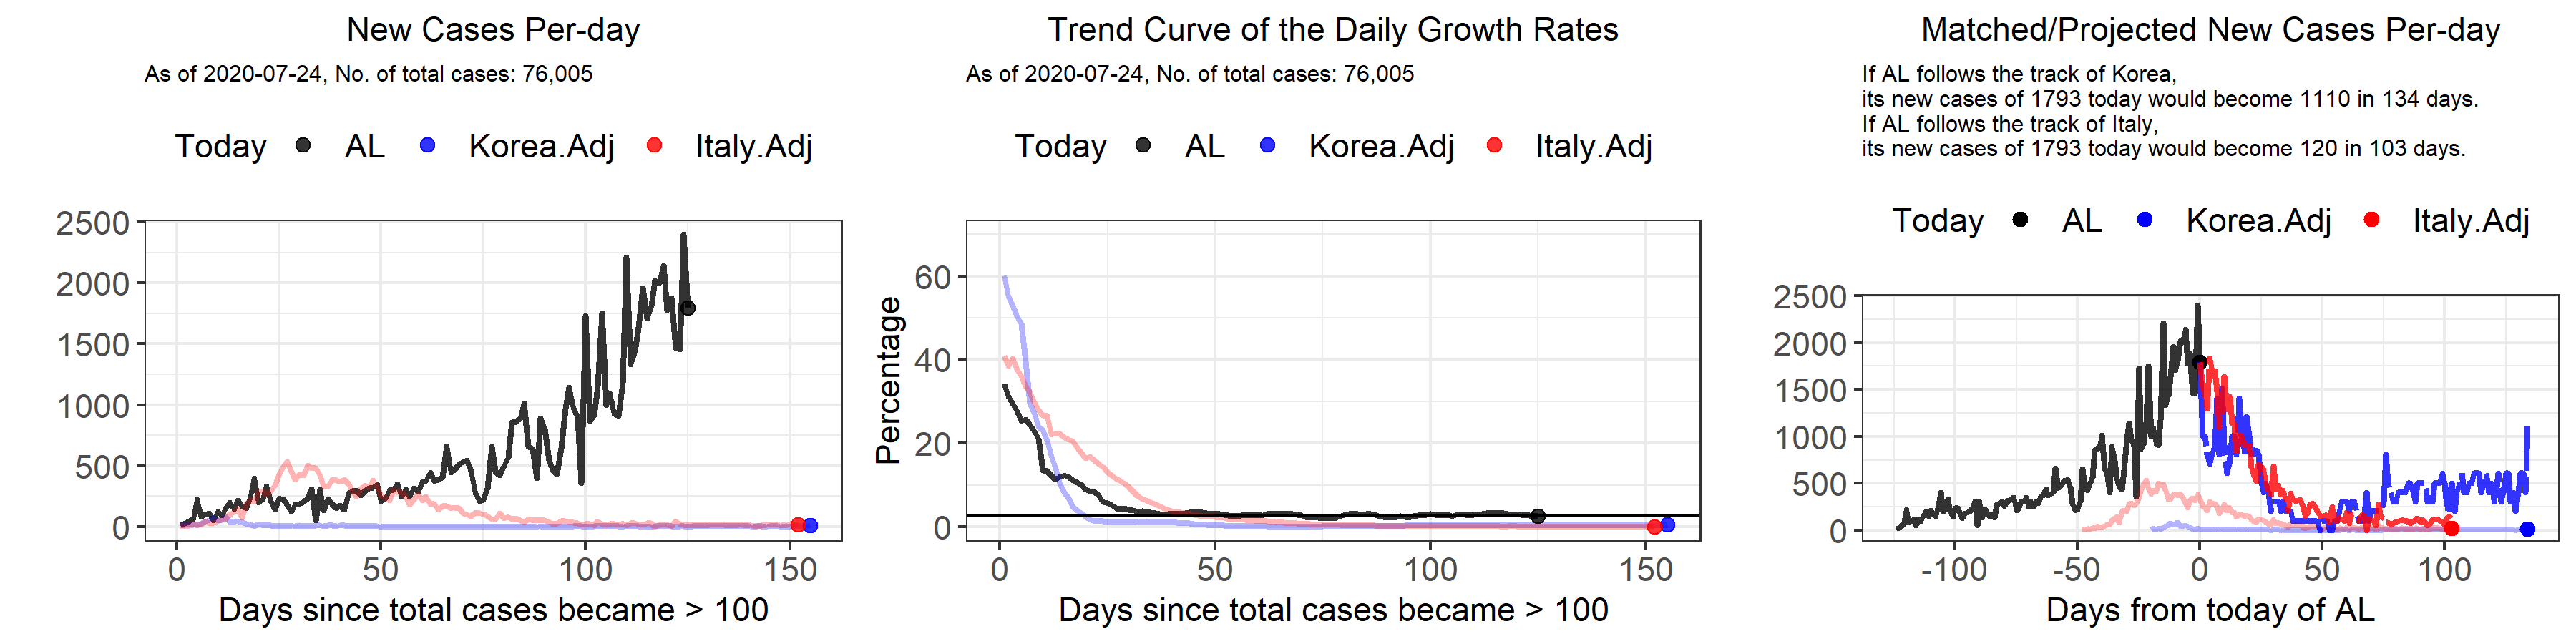 New Cases Per-day
As of 2020-07-24, No. of total cases: 76,005
Today AL Korea.Adj Italy.Adj
2500
2000
1500
1000
500
0
0 50 100 150
Days since total cases became > 100
Trend Curve of the Daily Growth Rates
As of 2020-07-24, No. of total cases: 76,005
Today AL Korea.Adj Italy.Adj
Percentage
60
40
20
0
0 50 100 150
Days since total cases became > 100
Matched/Projected New Cases Per-day
If AL follows the track of Korea,
its new cases of 1793 today would become 1110 in 134 days.
If AL follows the track of Italy,
its new cases of 1793 today would become 120 in 103 days.
Today AL Korea.Adj Italy.Adj
2500
2000
1500
1000
500
0
-100 -50 0 50 100
Days from today of AL